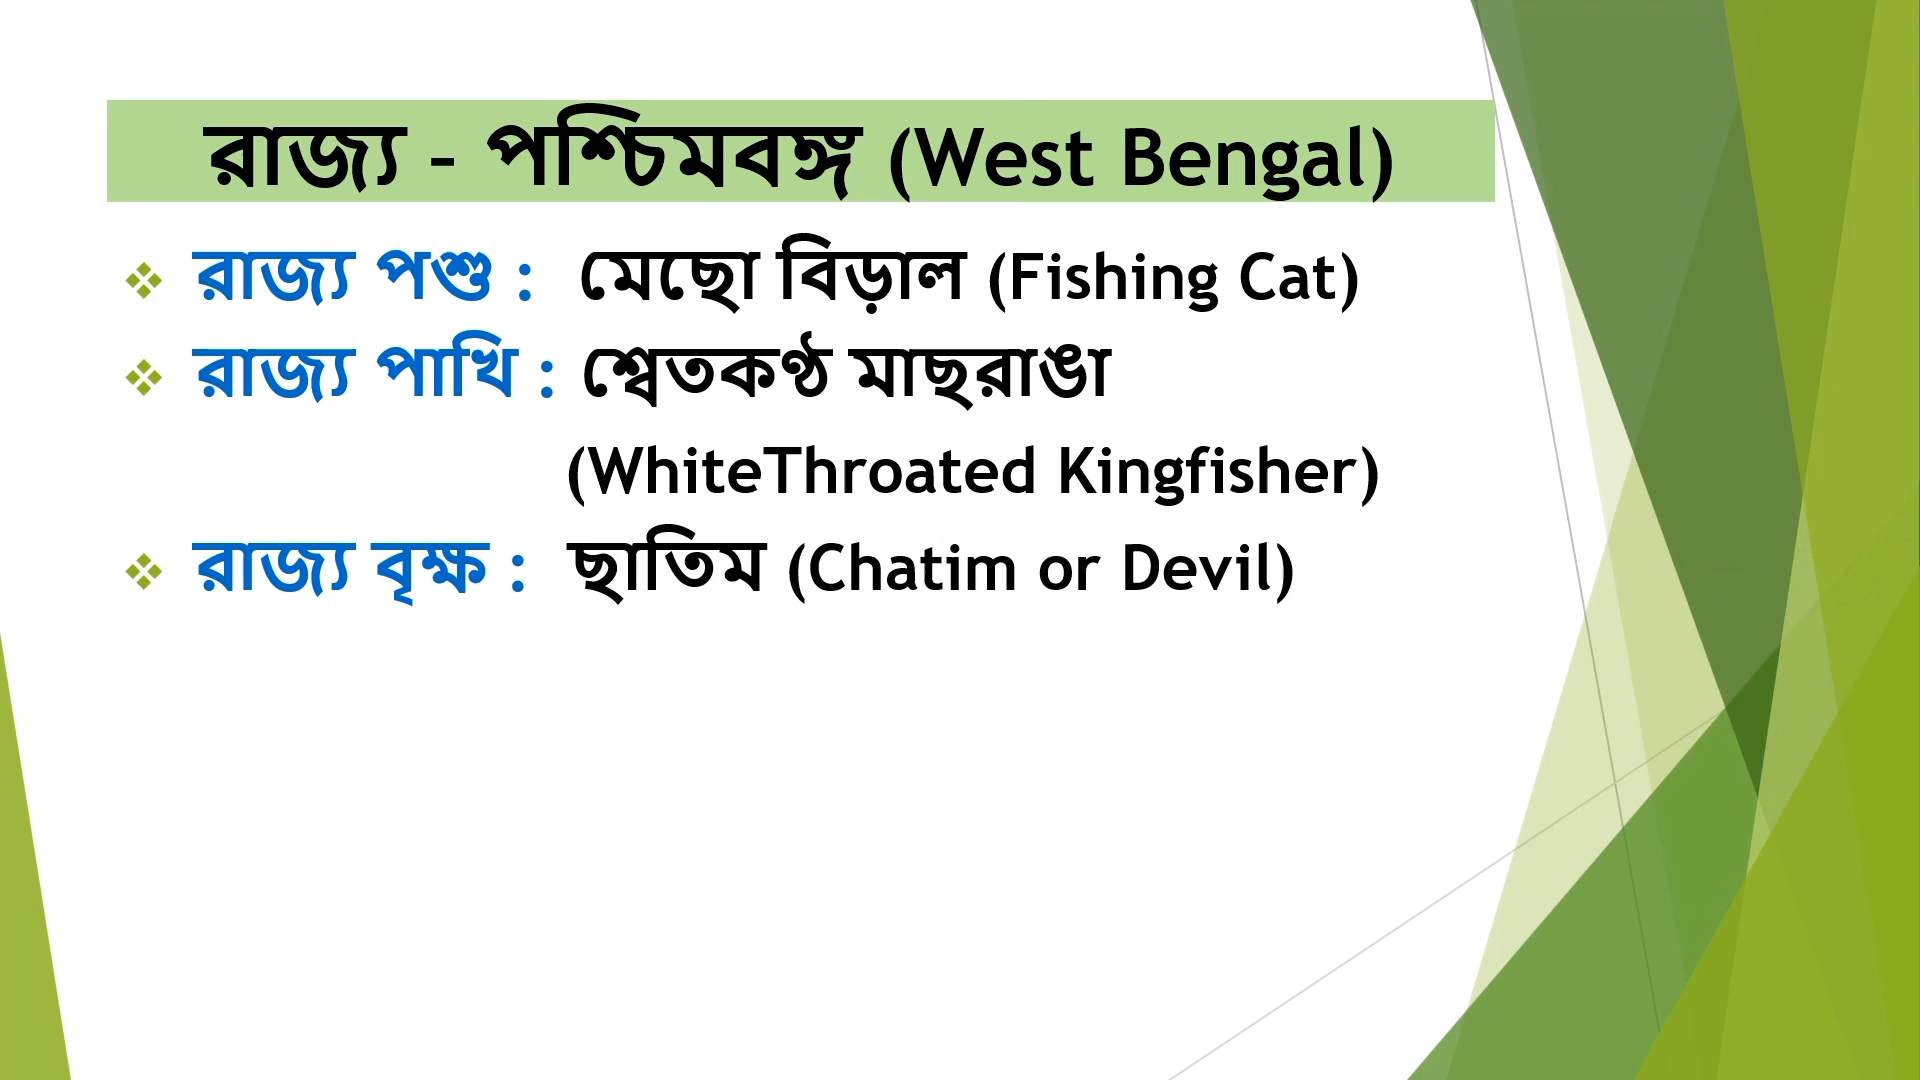 রাজ্য – পশ্চিমবঙ্গ (West Bengal)
রাজ্য পশু : মেছো বিড়াল (Fishing Cat)
রাজ্য পাখি : শ্বেতকণ্ঠ মাছরাঙা
(WhiteThroated Kingfisher)
রাজ্য বৃক্ষ : ছাতিম (Chatim or Devil)